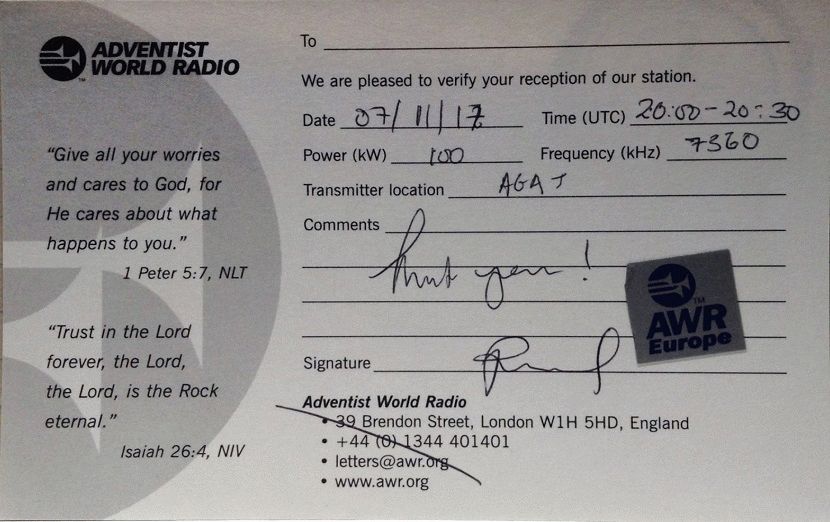 ADVENTIST
WORLD RADIO
TM
"Give all your worries
and cares to God, for
He cares about what
happens to you."
1 Peter 5:7, NLT
"Trust in the Lord
forever, the Lord,
the Lord, is the Rock
eternal."
Isaiah 26:4, NIV
To
We are pleased to verify your reception of our station.
Date 07/11/17 Time (UTC) 20:00-20:30
Power (kW) 100 Frequency (kHz) 7360
Transmitter location AGAT
Comments
you!
TM
AWR
Europe
Signature
Adventist World Radio
• 39 Brendon Street, London W1H 5HD, England
• +44 (0) 1344 401401
• letters@awr.org
• www.awr.org